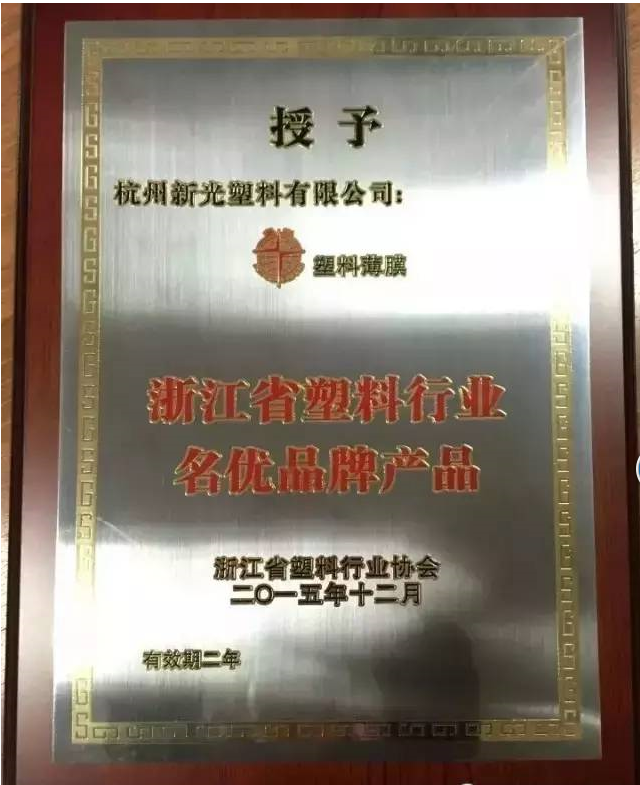 授予
杭州新光塑料有限公司:
塑料薄膜
浙江省塑料行业
名优品牌产品
浙江省塑料行业协会
二〇一五年十二月
有效期二年